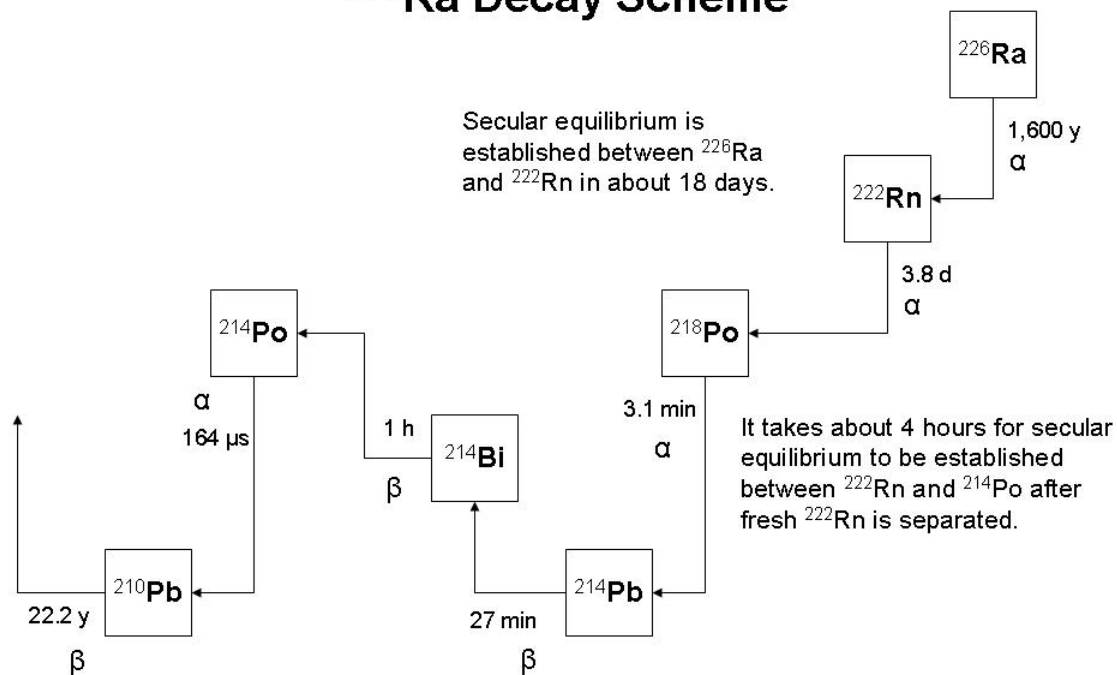 Ra Decay Scheme
²²⁶Ra
1,600 y
α
Secular equilibrium is
established between ²²⁶Ra
and ²²²Rn in about 18 days.
²²²Rn
3.8 d
α
²¹⁸Po
3.1 min
α
It takes about 4 hours for secular
equilibrium to be established
between ²²²Rn and ²¹⁴Po after
fresh ²²²Rn is separated.
²¹⁴Pb
27 min
β
²¹⁴Bi
1 h
β
²¹⁴Po
α
164 µs
²¹⁰Pb
22.2 y
β